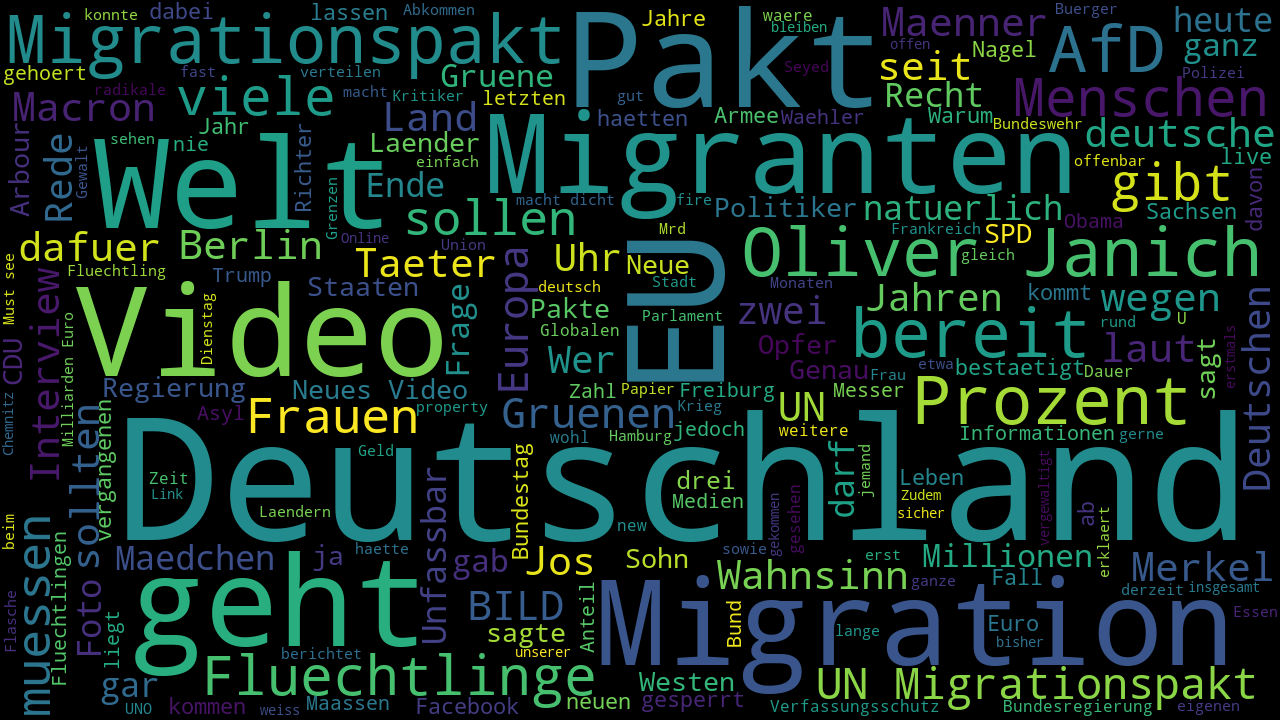 konnte
dabei
lassen
Abkommen
Migrationspakt
Pakt
Jahre
waere
bleiben
Maenner
Buerger
heute
gehoert
fast
verteilen
Gruene
offen
AfD
ganz
Nagel
seit
radikale
viele
macht
Kritiker
letzten
gut
Seyed
Polizei
Macron
Land
haetten
Recht
Menschen
Armee
Waehler
Warum
Bundeswehr
deutsche
Jahr
sehen
nie
Laender
einfach
Migranten
offenbar
live
Arbour
Rede
Gewalt
Welt
Richter
Grenzen
Ende
gibt
macht dicht
fire
Politiker
natuerlich
Sachsen
davon
sollen
Mrd
Frankreich
SPD
Obama
dafuer
Berlin
Online
Union
Uhr
Oliver Janich
gleich
Must see
Fluechtling
Trump
Taeter
Neue
Interview
Staaten
Europa
deutsch
Stadt
Monaten
EU
Jahren
kommt
wegen
Video
Dienstag
Frage
Pakte
Parlament
zwei
rund
U
Globalen
CDU
Milliarden Euro
Wer
Opfer
bereit
laut
erstmals
sagt
Genau
etwa
Frau
bestaetigt
Dauer
Regierung
Neues Video
Zahl
Papier
Freiburg
Messer
Prozent
Deutschen
Chemnitz
Asyl
Frauen
property
Gruenen
Krieg
UN
sollten
vergangenen
wohl
Hamburg
jedoch
weitere
Informationen
gerne
Geld
Deutschland
Zeit
Link
drei
darf
jemand
Leben
Medien
Zudem
sicher
Laendern
Bundestag
new
gekommen
gesehen
vergewaltigt
ab
erklaert
beim
muessen
Fluechtlingen
Foto
Maedchen
ja
haette
Unfassbar
gab
Jos
Sohn
sowie
erst
Millionen
Merkel
geht
Wahnsinn
ganze
Fall
derzeit
insgesamt
Flasche
liegt
BILD
Anteil
Migration
Bund
Essen
sagte
lange
Euro
bisher
berichtet
unserer
gar
Fluechtlinge
Westen
UN Migrationspakt
UNO
kommen
weiss
Maassen
Facebook
neuen
gesperrt
Verfassungsschutz
Bundesregierung
eigenen